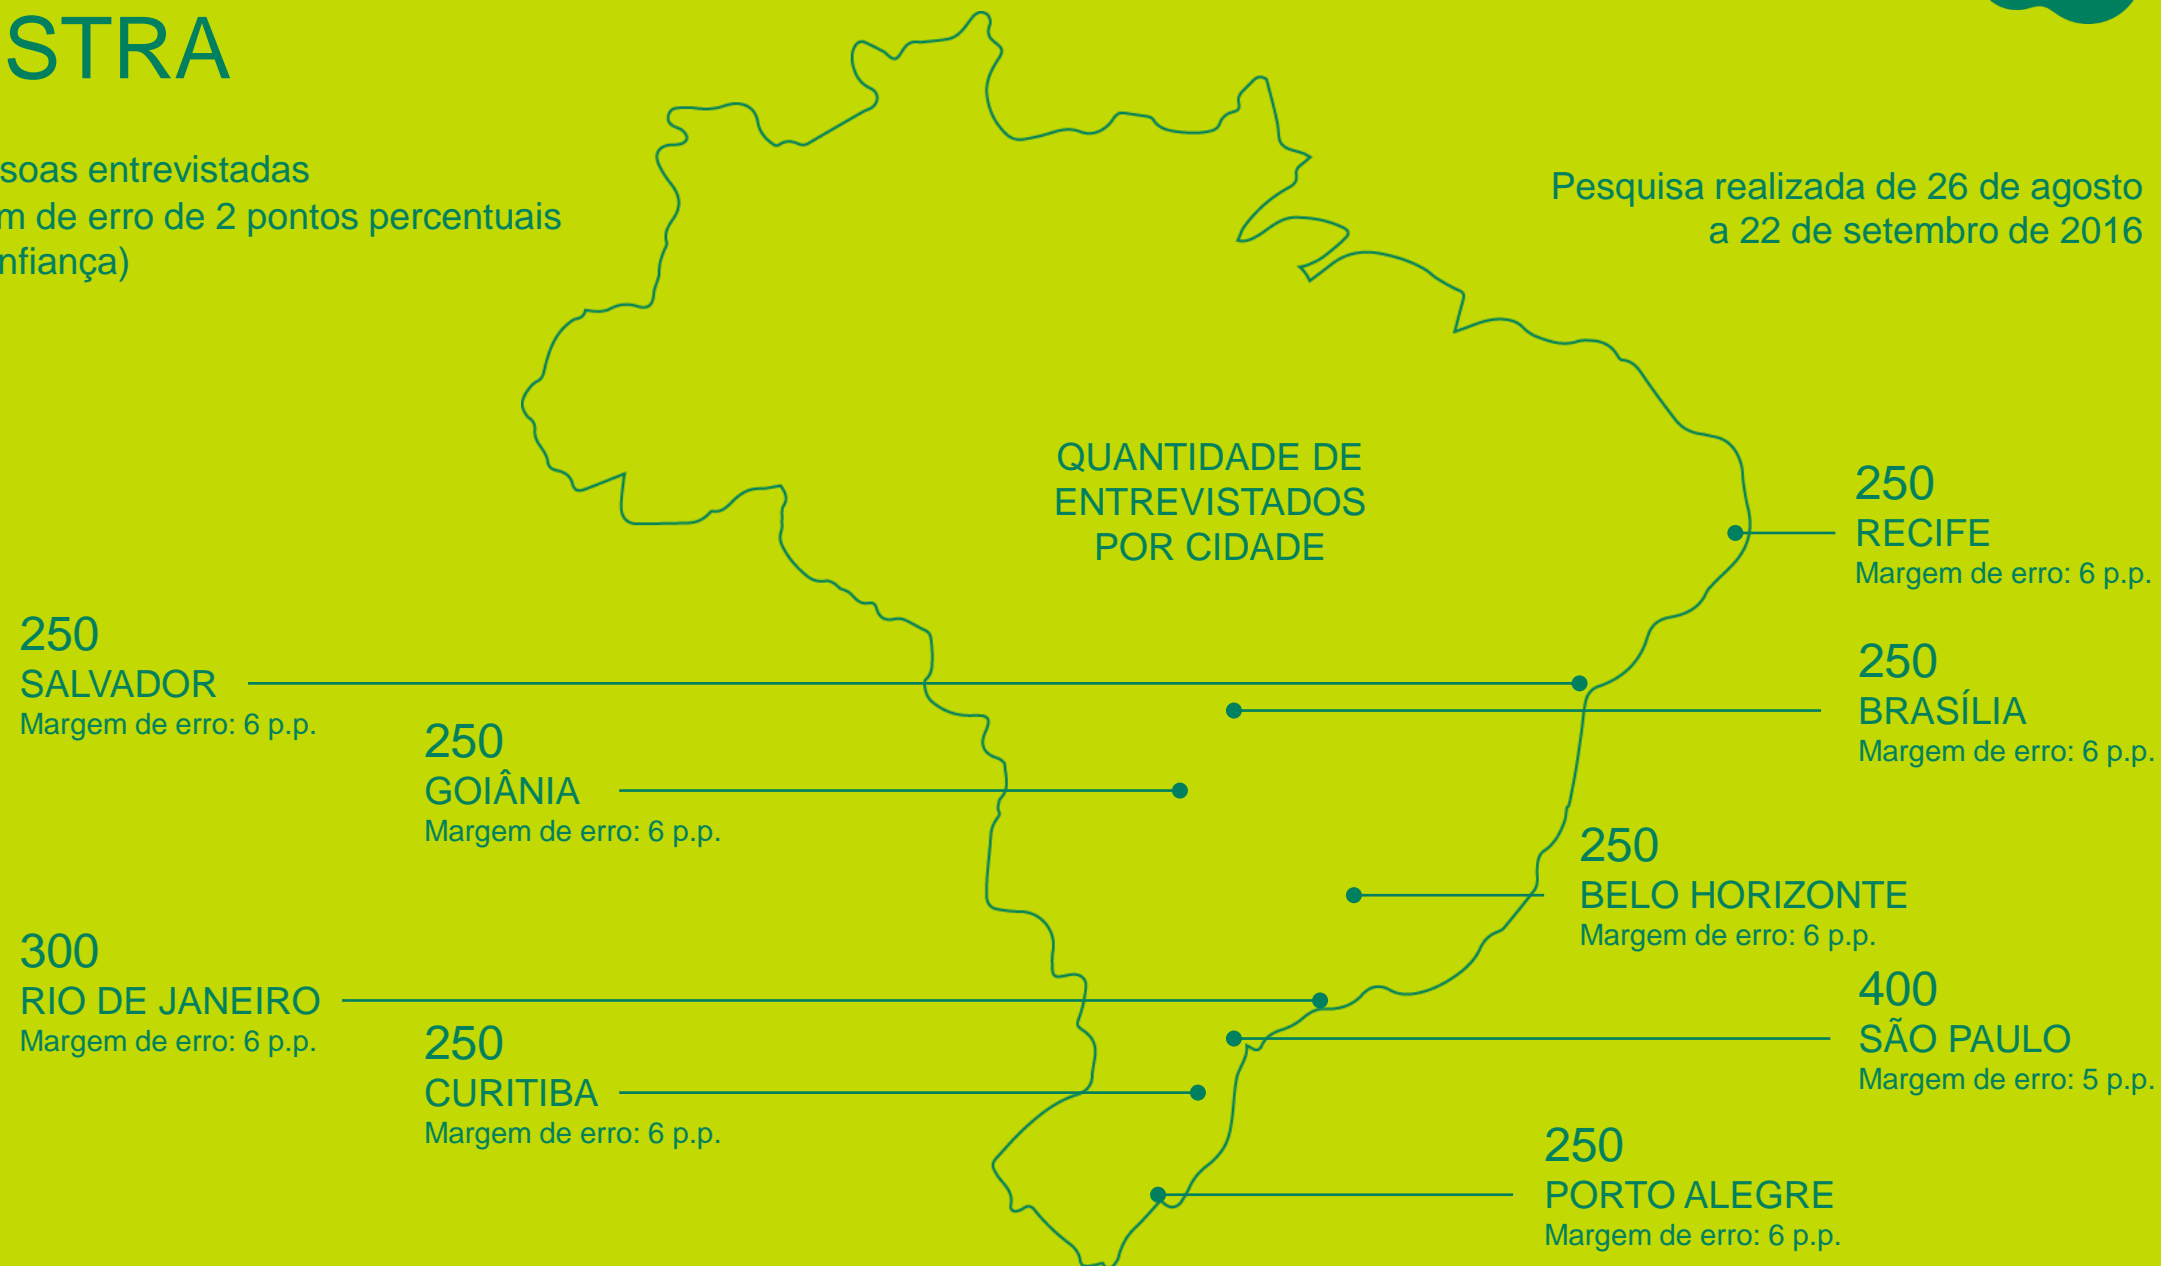 STRA
soas entrevistadas
m de erro de 2 pontos percentuais
nfiança)
Pesquisa realizada de 26 de agosto
a 22 de setembro de 2016
QUANTIDADE DE
ENTREVISTADOS
POR CIDADE
250
RECIFE
Margem de erro: 6 p.p.
250
SALVADOR
Margem de erro: 6 p.p.
250
BRASÍLIA
Margem de erro: 6 p.p.
250
GOIÂNIA
Margem de erro: 6 p.p.
250
BELO HORIZONTE
Margem de erro: 6 p.p.
300
RIO DE JANEIRO
Margem de erro: 6 p.p.
400
SÃO PAULO
Margem de erro: 5 p.p.
250
CURITIBA
Margem de erro: 6 p.p.
250
PORTO ALEGRE
Margem de erro: 6 p.p.